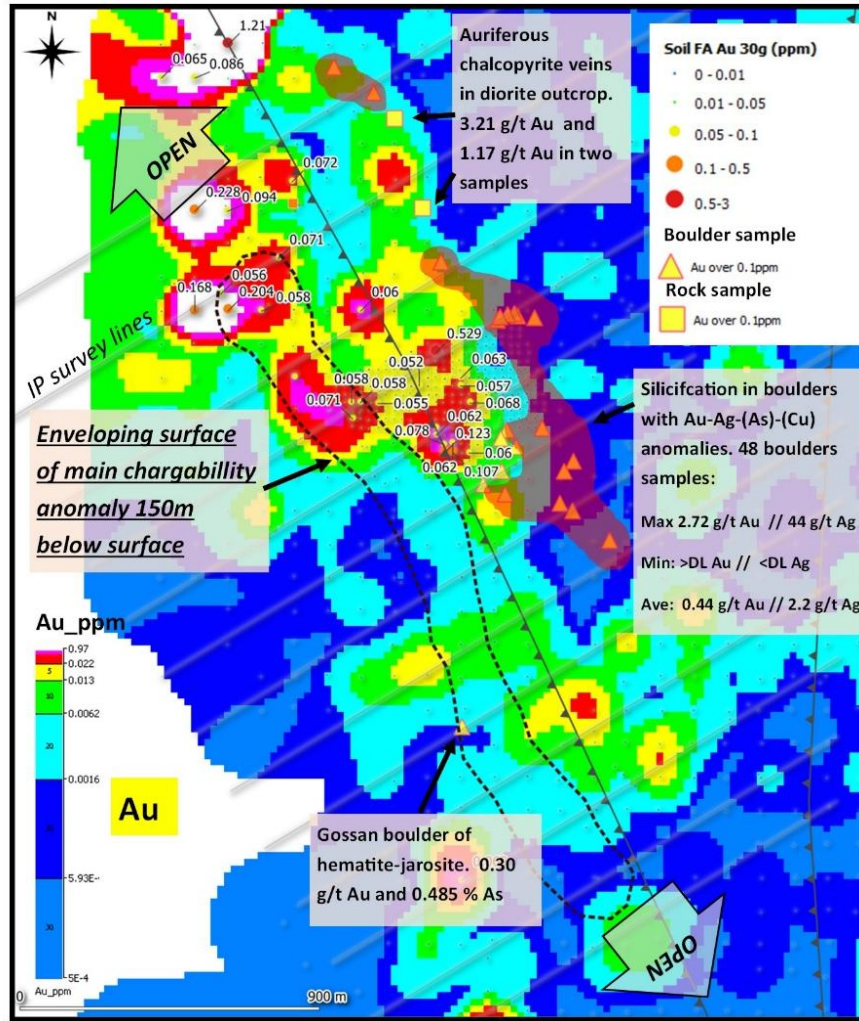 N
1.21
0.065
0.086
OPEN
0.072
0.228
0.094
0.071
0.056
0.168
0.204
0.058
0.06
IP survey lines
0.529
0.052
0.063
0.058
0.058
0.057
0.071
0.055
0.068
0.062
0.078
0.123
0.06
0.062
0.107
Auriferous
chalcopyrite veins
in diorite outcrop.
3.21 g/t Au and
1.17 g/t Au in two
samples
Soil FA Au 30g (ppm)
0 - 0.01
0.01 - 0.05
0.05 - 0.1
0.1 - 0.5
0.5-3
Boulder sample
Au over 0.1ppm
Rock sample
Au over 0.1ppm
Enveloping surface
of main chargabillity
anomaly 150m
below surface
Silicifcation in boulders
with Au-Ag-(As)-(Cu)
anomalies. 48 boulders
samples:
Max 2.72 g/t Au // 44 g/t Ag
Min: >DL Au // <DL Ag
Ave: 0.44 g/t Au // 2.2 g/t Ag
Au_ppm
0.97
0.022
5
0.013
10
0.0062
20
0.0016
5.93E-
30
5E-4
Au_ppm
Au
Gossan boulder of
hematite-jarosite. 0.30
g/t Au and 0.485 % As
OPEN
0
900 m